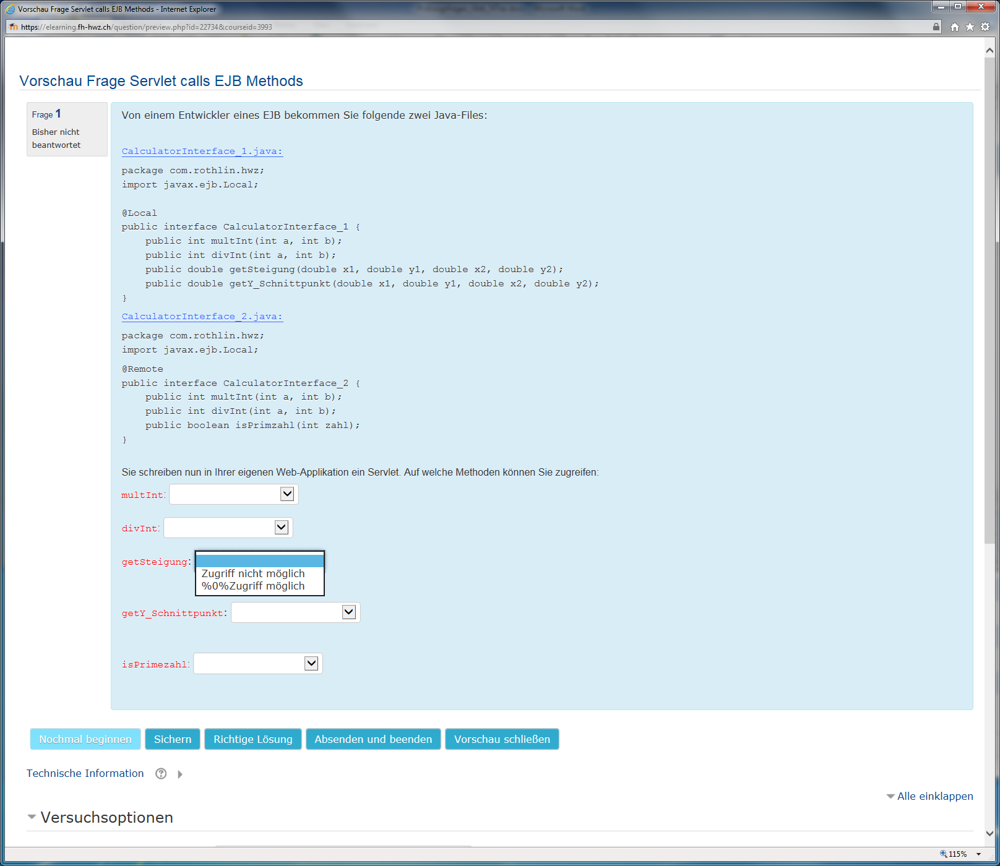 Vorschau Frage Servlet calls EJB Methods - Internet Explorer
https://elearning.fh-hwz.ch/question/preview.php?id=22734&courseid=3993
Vorschau Frage Servlet calls EJB Methods
Frage 1
Bisher nicht
beantwortet
Von einem Entwickler eines EJB bekommen Sie folgende zwei Java-Files:
CalculatorInterface_1.java:
package com.rothlin.hwz;
import javax.ejb.Local;
@Local
public interface CalculatorInterface_1 {
    public int multInt(int a, int b);
    public int divInt(int a, int b);
    public double getSteigung(double x1, double y1, double x2, double y2);
    public double getY_Schnittpunkt(double x1, double y1, double x2, double y2);
}
CalculatorInterface_2.java:
package com.rothlin.hwz;
import javax.ejb.Local;
@Remote
public interface CalculatorInterface_2 {
    public int multInt(int a, int b);
    public int divInt(int a, int b);
    public boolean isPrimzahl(int zahl);
}
Sie schreiben nun in Ihrer eigenen Web-Applikation ein Servlet. Auf welche Methoden können Sie zugreifen:
multInt:
divInt:
getSteigung:
Zugriff nicht möglich
%0%Zugriff möglich
getY_Schnittpunkt:
isPrimezahl:
Nochmal beginnen Sichern Richtige Lösung Absenden und beenden Vorschau schließen
Technische Information
Alle einklappen
Versuchsoptionen
115%